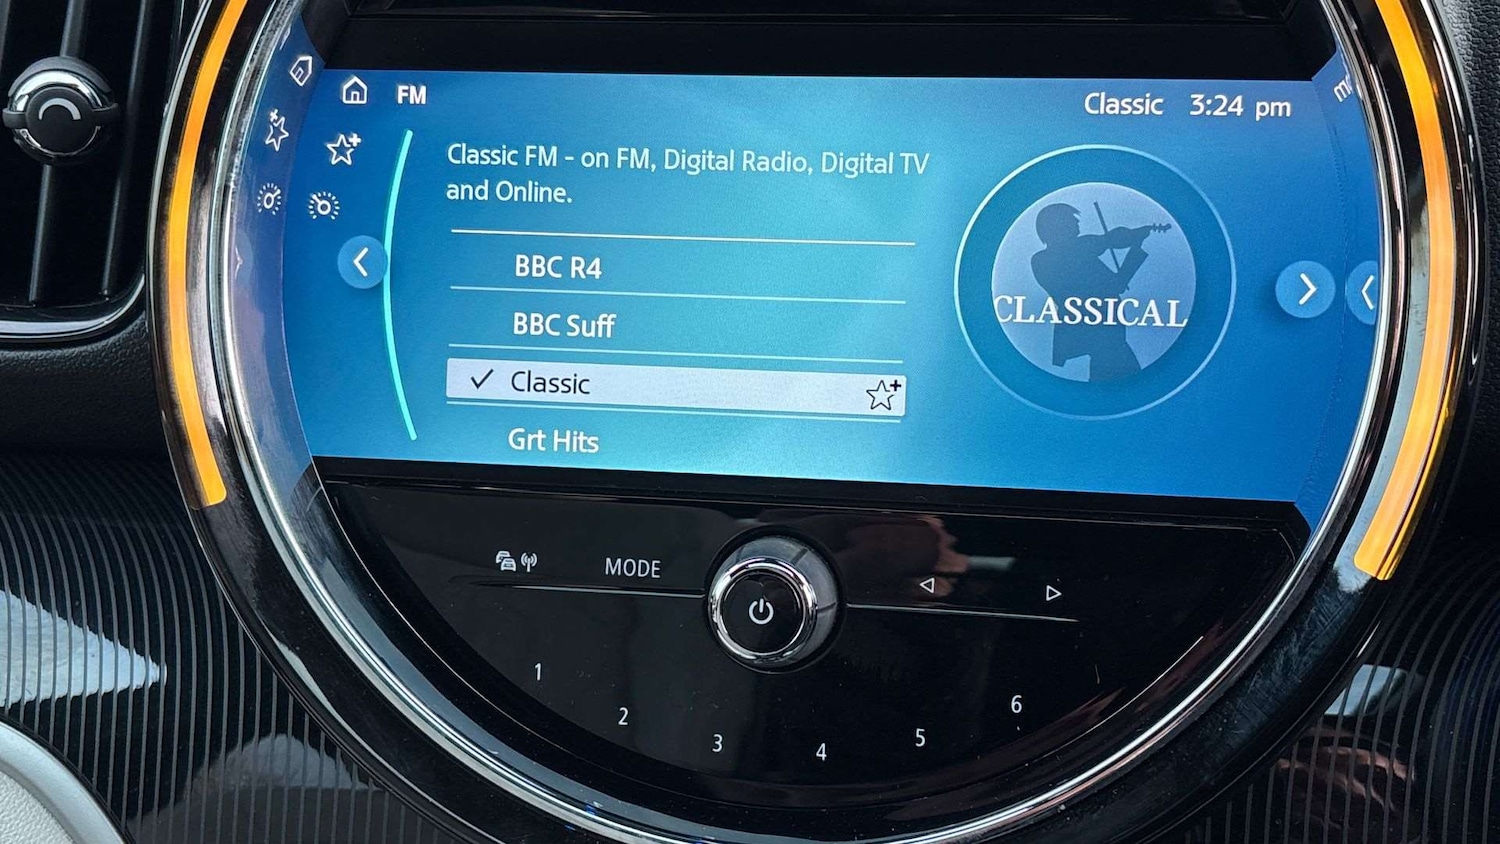 FM
Classic 3:24 pm
Classic FM - on FM, Digital Radio, Digital TV
and Online.
BBC R4
BBC Suff
Classic
Grt Hits
CLASSICAL
MODE
1
2
3
4
5
6